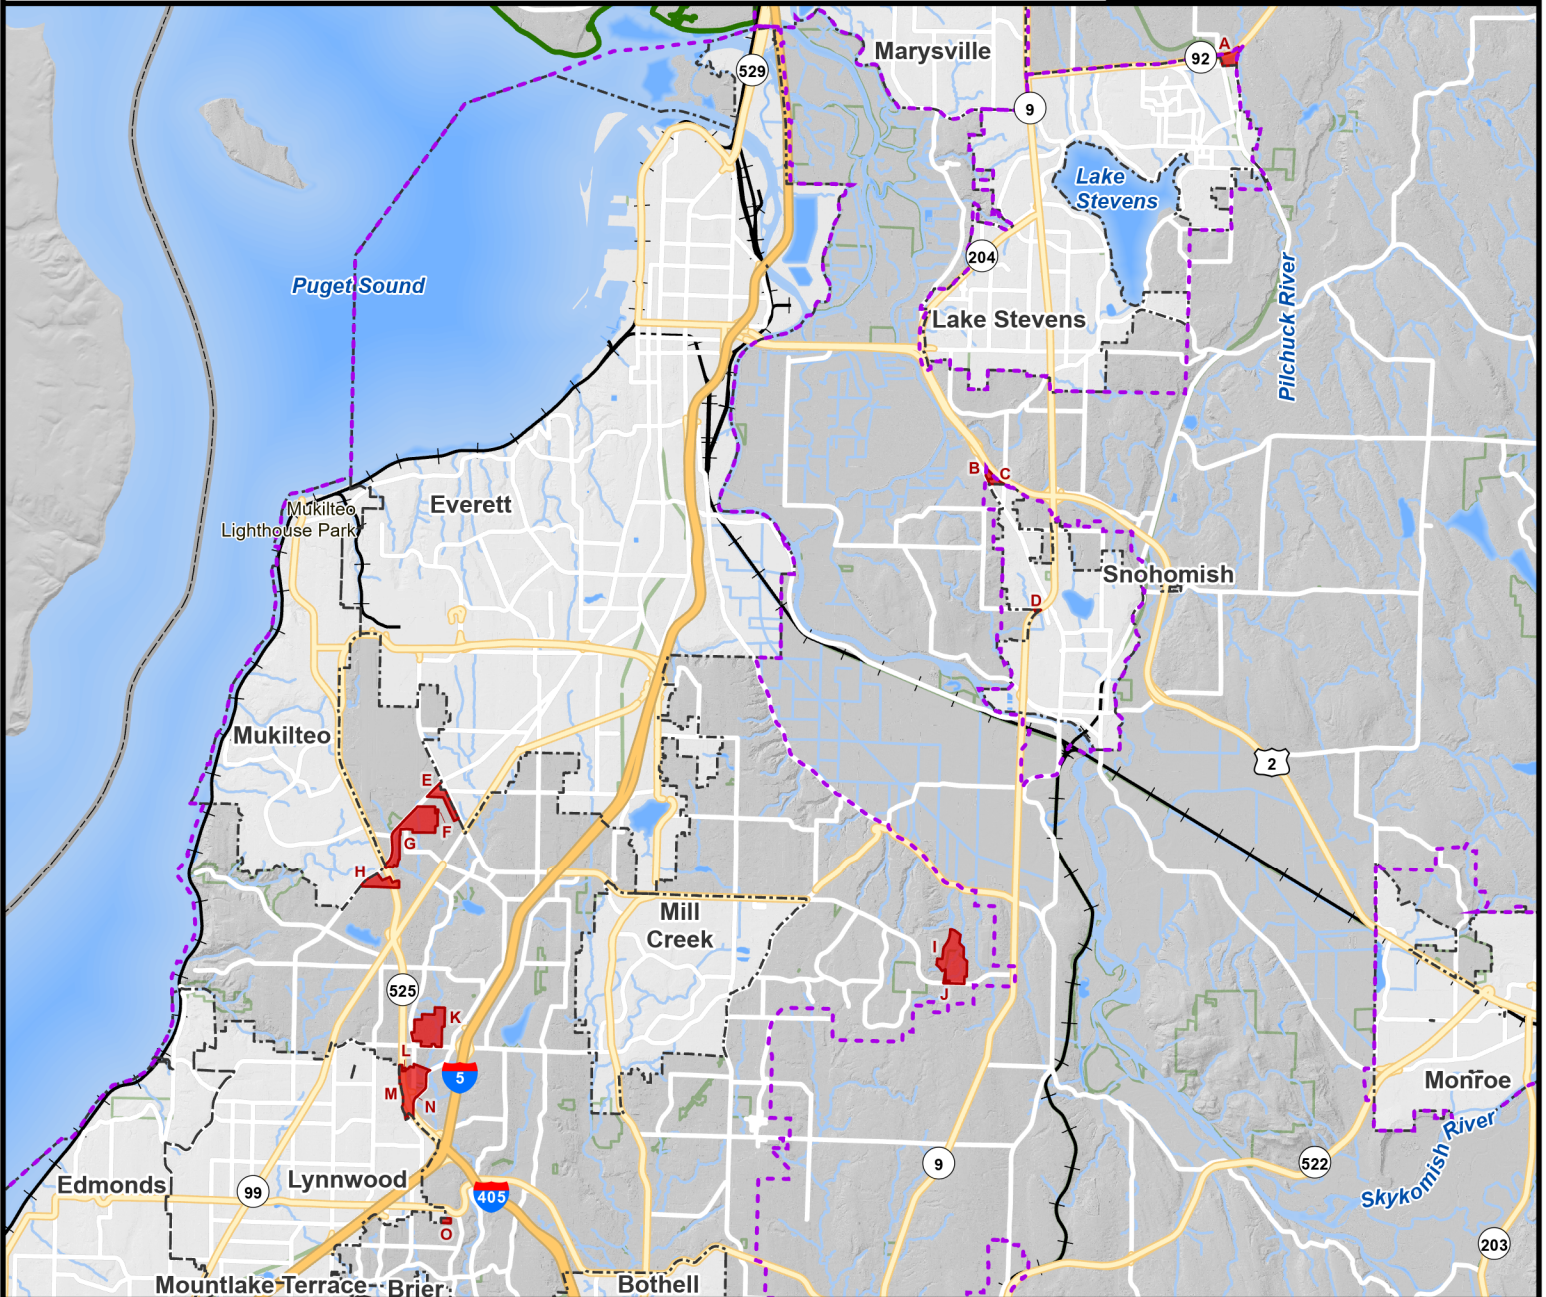 Marysville
A
92
529
9
Lake
Stevens
204
Puget Sound
Pilchuck River
Lake Stevens
B
C
Everett
Mukilteo
Lighthouse Park
Snohomish
D
Mukilteo
2
E
F
G
H
Mill
Creek
I
J
525
K
L
5
M
N
Monroe
Skykomish River
9
522
Edmonds
Lynnwood
99
405
O
203
Mountlake Terrace
Brier
Bothell